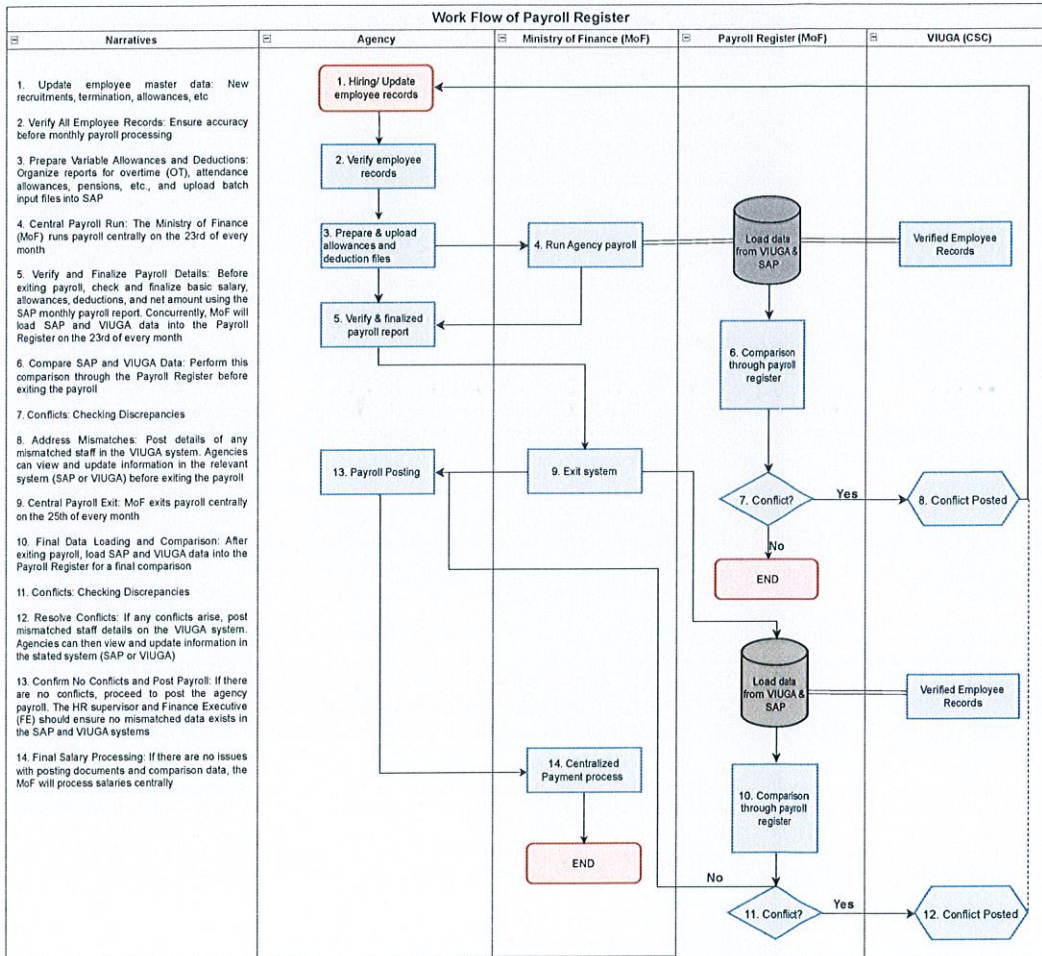 Work Flow of Payroll Register
Narratives
Agency
Ministry of Finance (MoF)
Payroll Register (MoF)
VIUGA (CSC)
1. Update employee master data: New
recruitments, termination, allowances, etc
2. Verify All Employee Records: Ensure accuracy
before monthly payroll processing
3. Prepare Variable Allowances and Deductions:
Organize reports for overtime (OT), attendance
allowances, pensions, etc., and upload batch
input files into SAP
4. Central Payroll Run: The Ministry of Finance
(MoF) runs payroll centrally on the 23rd of every
month
5. Verify and Finalize Payroll Details: Before
exiting payroll, check and finalize basic salary,
allowances, deductions, and net amount using the
SAP monthly payroll report. Concurrently, MoF will
load SAP and VIUGA data into the Payroll
Register on the 23rd of every month
6. Compare SAP and VIUGA Data: Perform this
comparison through the Payroll Register before
exiting the payroll
7. Conflicts: Checking Discrepancies
8. Address Mismatches: Post details of any
mismatched staff in the VIUGA system. Agencies
can view and update information in the relevant
system (SAP or VIUGA) before exiting the payroll
9. Central Payroll Exit: MoF exits payroll centrally
on the 25th of every month
10. Final Data Loading and Comparison: After
exiting payroll, load SAP and VIUGA data into the
Payroll Register for a final comparison
11. Conflicts: Checking Discrepancies
12. Resolve Conflicts: If any conflicts arise, post
mismatched staff details on the VIUGA system.
Agencies can then view and update information in
the stated system (SAP or VIUGA)
13. Confirm No Conflicts and Post Payroll: If there
are no conflicts, proceed to post the agency
payroll. The HR supervisor and Finance Executive
(FE) should ensure no mismatched data exists in
the SAP and VIUGA systems
14. Final Salary Processing: If there are no issues
with posting documents and comparison data, the
MoF will process salaries centrally
1. Hiring/ Update
employee records
2. Verify employee
records
3. Prepare & upload
allowances and
deduction files
4. Run Agency payroll
Load data
from VIUGA &
SAP
Verified Employee
Records
5. Verify & finalized
payroll report
6. Comparison
through payroll
register
13. Payroll Posting
9. Exit system
7. Conflict?
Yes
8. Conflict Posted
No
END
Load data
from VIUGA &
SAP
Verified Employee
Records
14. Centralized
Payment process
10. Comparison
through payroll
register
END
No
11. Conflict?
Yes
12. Conflict Posted